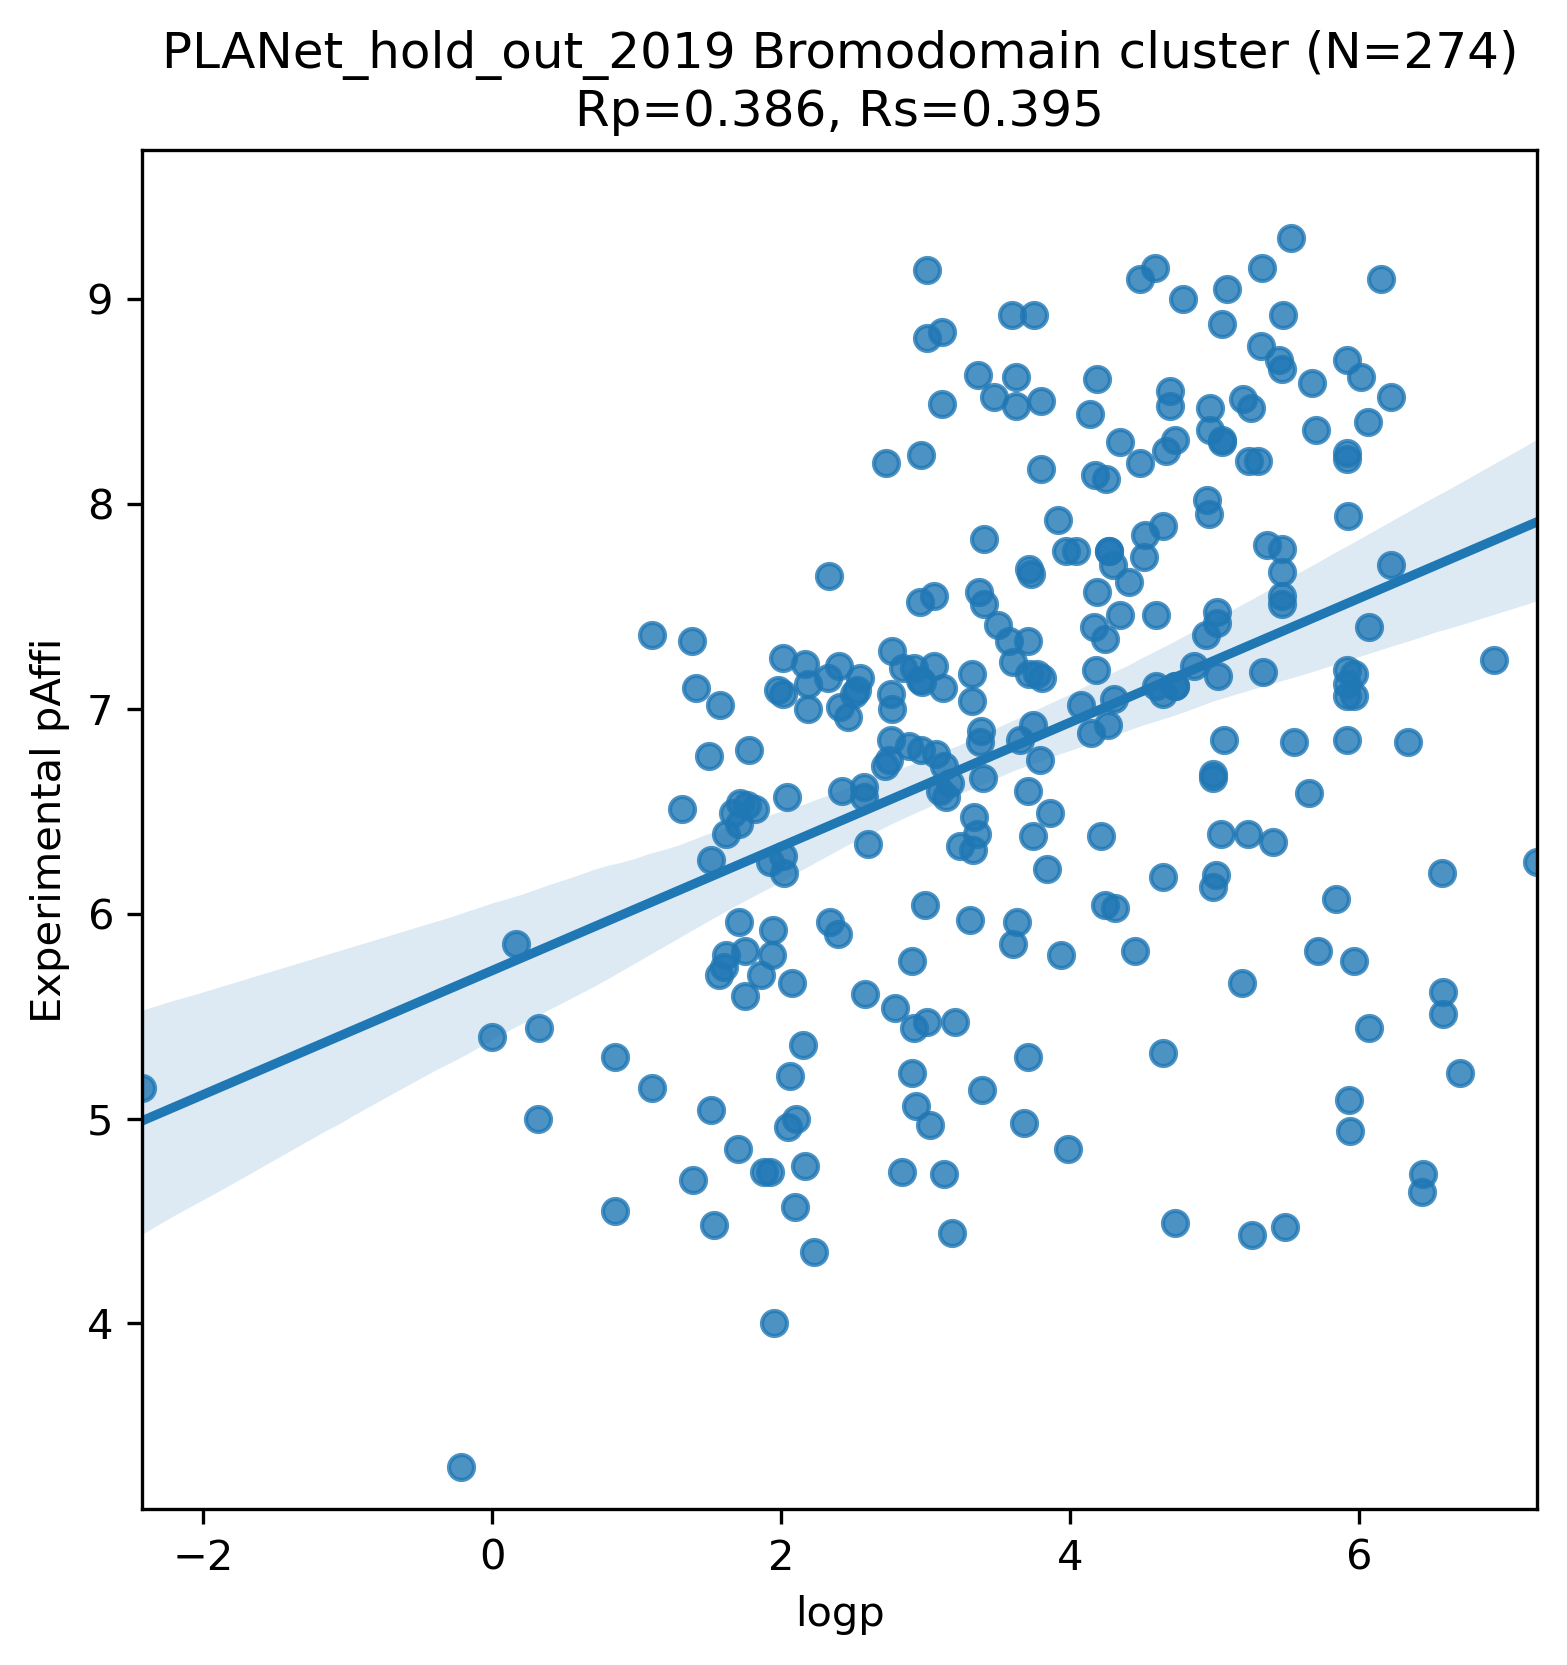 PLANet_hold_out_2019 Bromodomain cluster (N=274)
Rp=0.386, Rs=0.395
Experimental pAffi
9
8
7
6
5
4
−2
0
2
4
6
logp